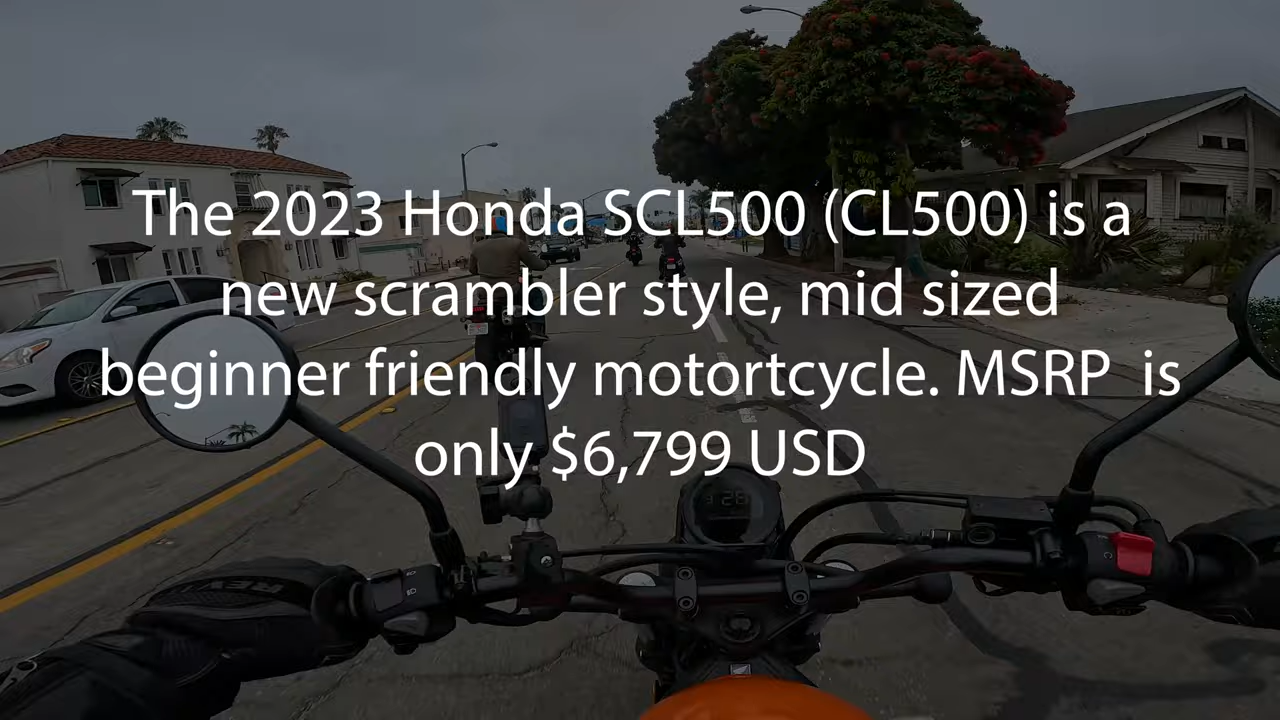 The 2023 Honda SCL500 (CL500) is a
new scrambler style, mid sized
beginner friendly motortcycle. MSRP  is
only $6,799 USD